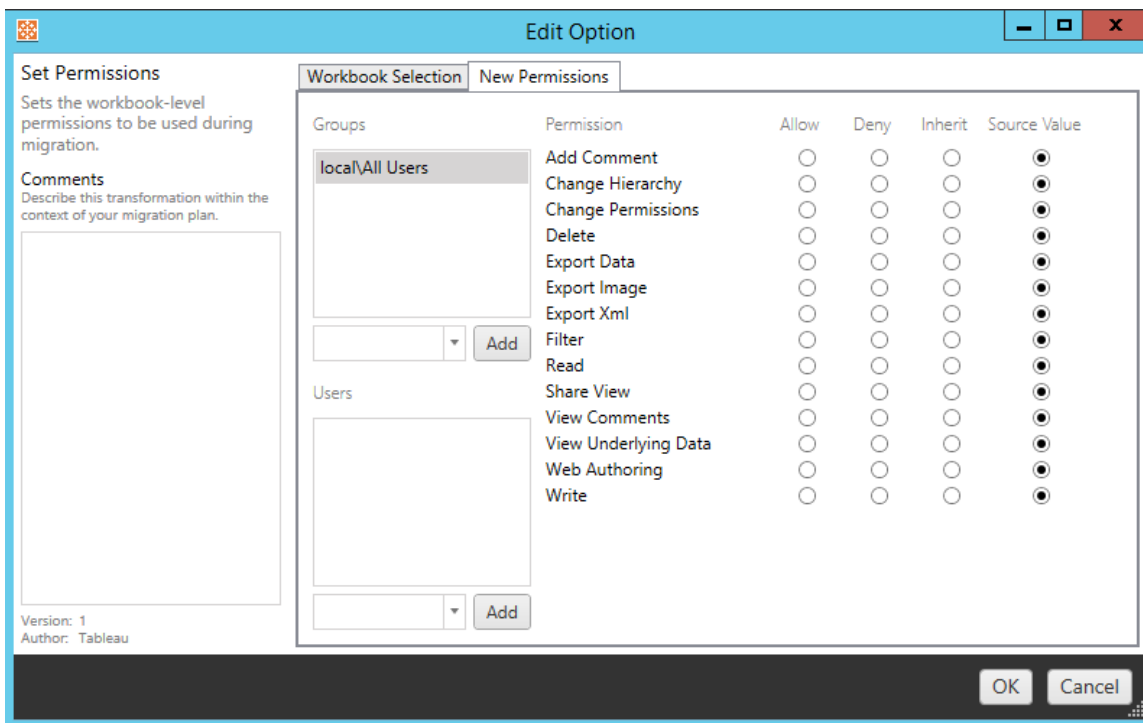 Edit Option
Set Permissions
Sets the workbook-level
permissions to be used during
migration.
Comments
Describe this transformation within the
context of your migration plan.
Version: 1
Author: Tableau
Workbook Selection
New Permissions
Groups
local\All Users
Add
Users
Add
Permission Allow Deny Inherit Source Value
Add Comment
Change Hierarchy
Change Permissions
Delete
Export Data
Export Image
Export Xml
Filter
Read
Share View
View Comments
View Underlying Data
Web Authoring
Write
OK
Cancel